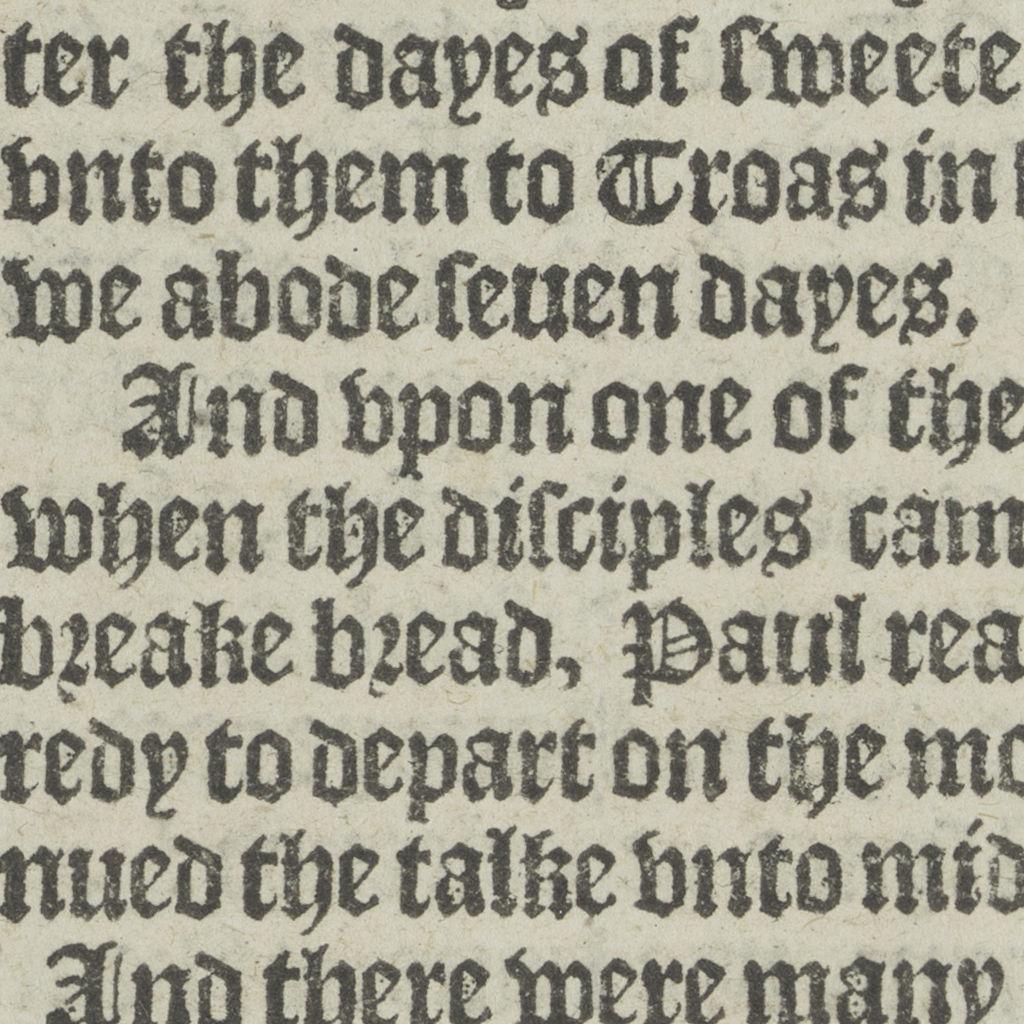 ter the dayes of ſweete
vnto them to Troas in
we abode ſeuen dayes.
And vpon one of the
when the diſciples cam
breake bread, Paul rea
redy to depart on the mo
nued the talke vnto mid
And there were many